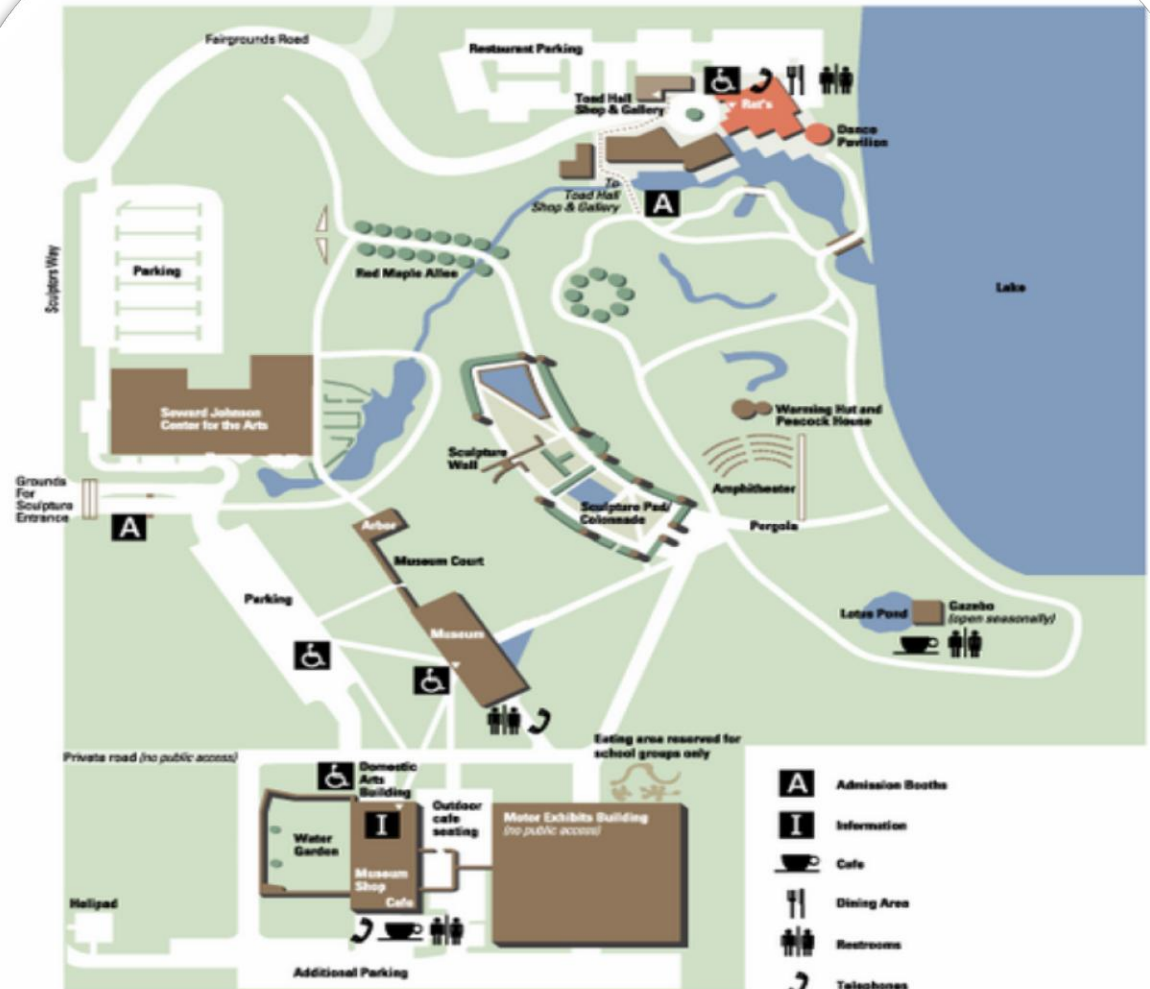 Fairgrounds Road
Restaurant Parking
Toad Hall
Shop & Gallery
Rat's
Dance
Pavilion
To
Toad Hall
Shop & Gallery
A
Sculptors Way
Parking
Red Maple Allee
Lake
Seward Johnson
Center for the Arts
Warming Hut and
Peacock House
Sculpture
Wall
Grounds
For
Sculpture
Entrance
A
Amphitheater
Sculpture Pad/
Colonnade
Pergola
Arbor
Museum Court
Parking
Lotus Pond
Gazebo
(open seasonally)
Museum
Eating area reserved for
school groups only
Private road (no public access)
Domestic
Arts
Building
I
Outdoor
cafe
seating
Motor Exhibits Building
(no public access)
Water
Garden
Museum
Shop
Cafe
Helipad
Additional Parking
A Admission Booths
I Information
Cafe
Dining Area
Restrooms
Telephones